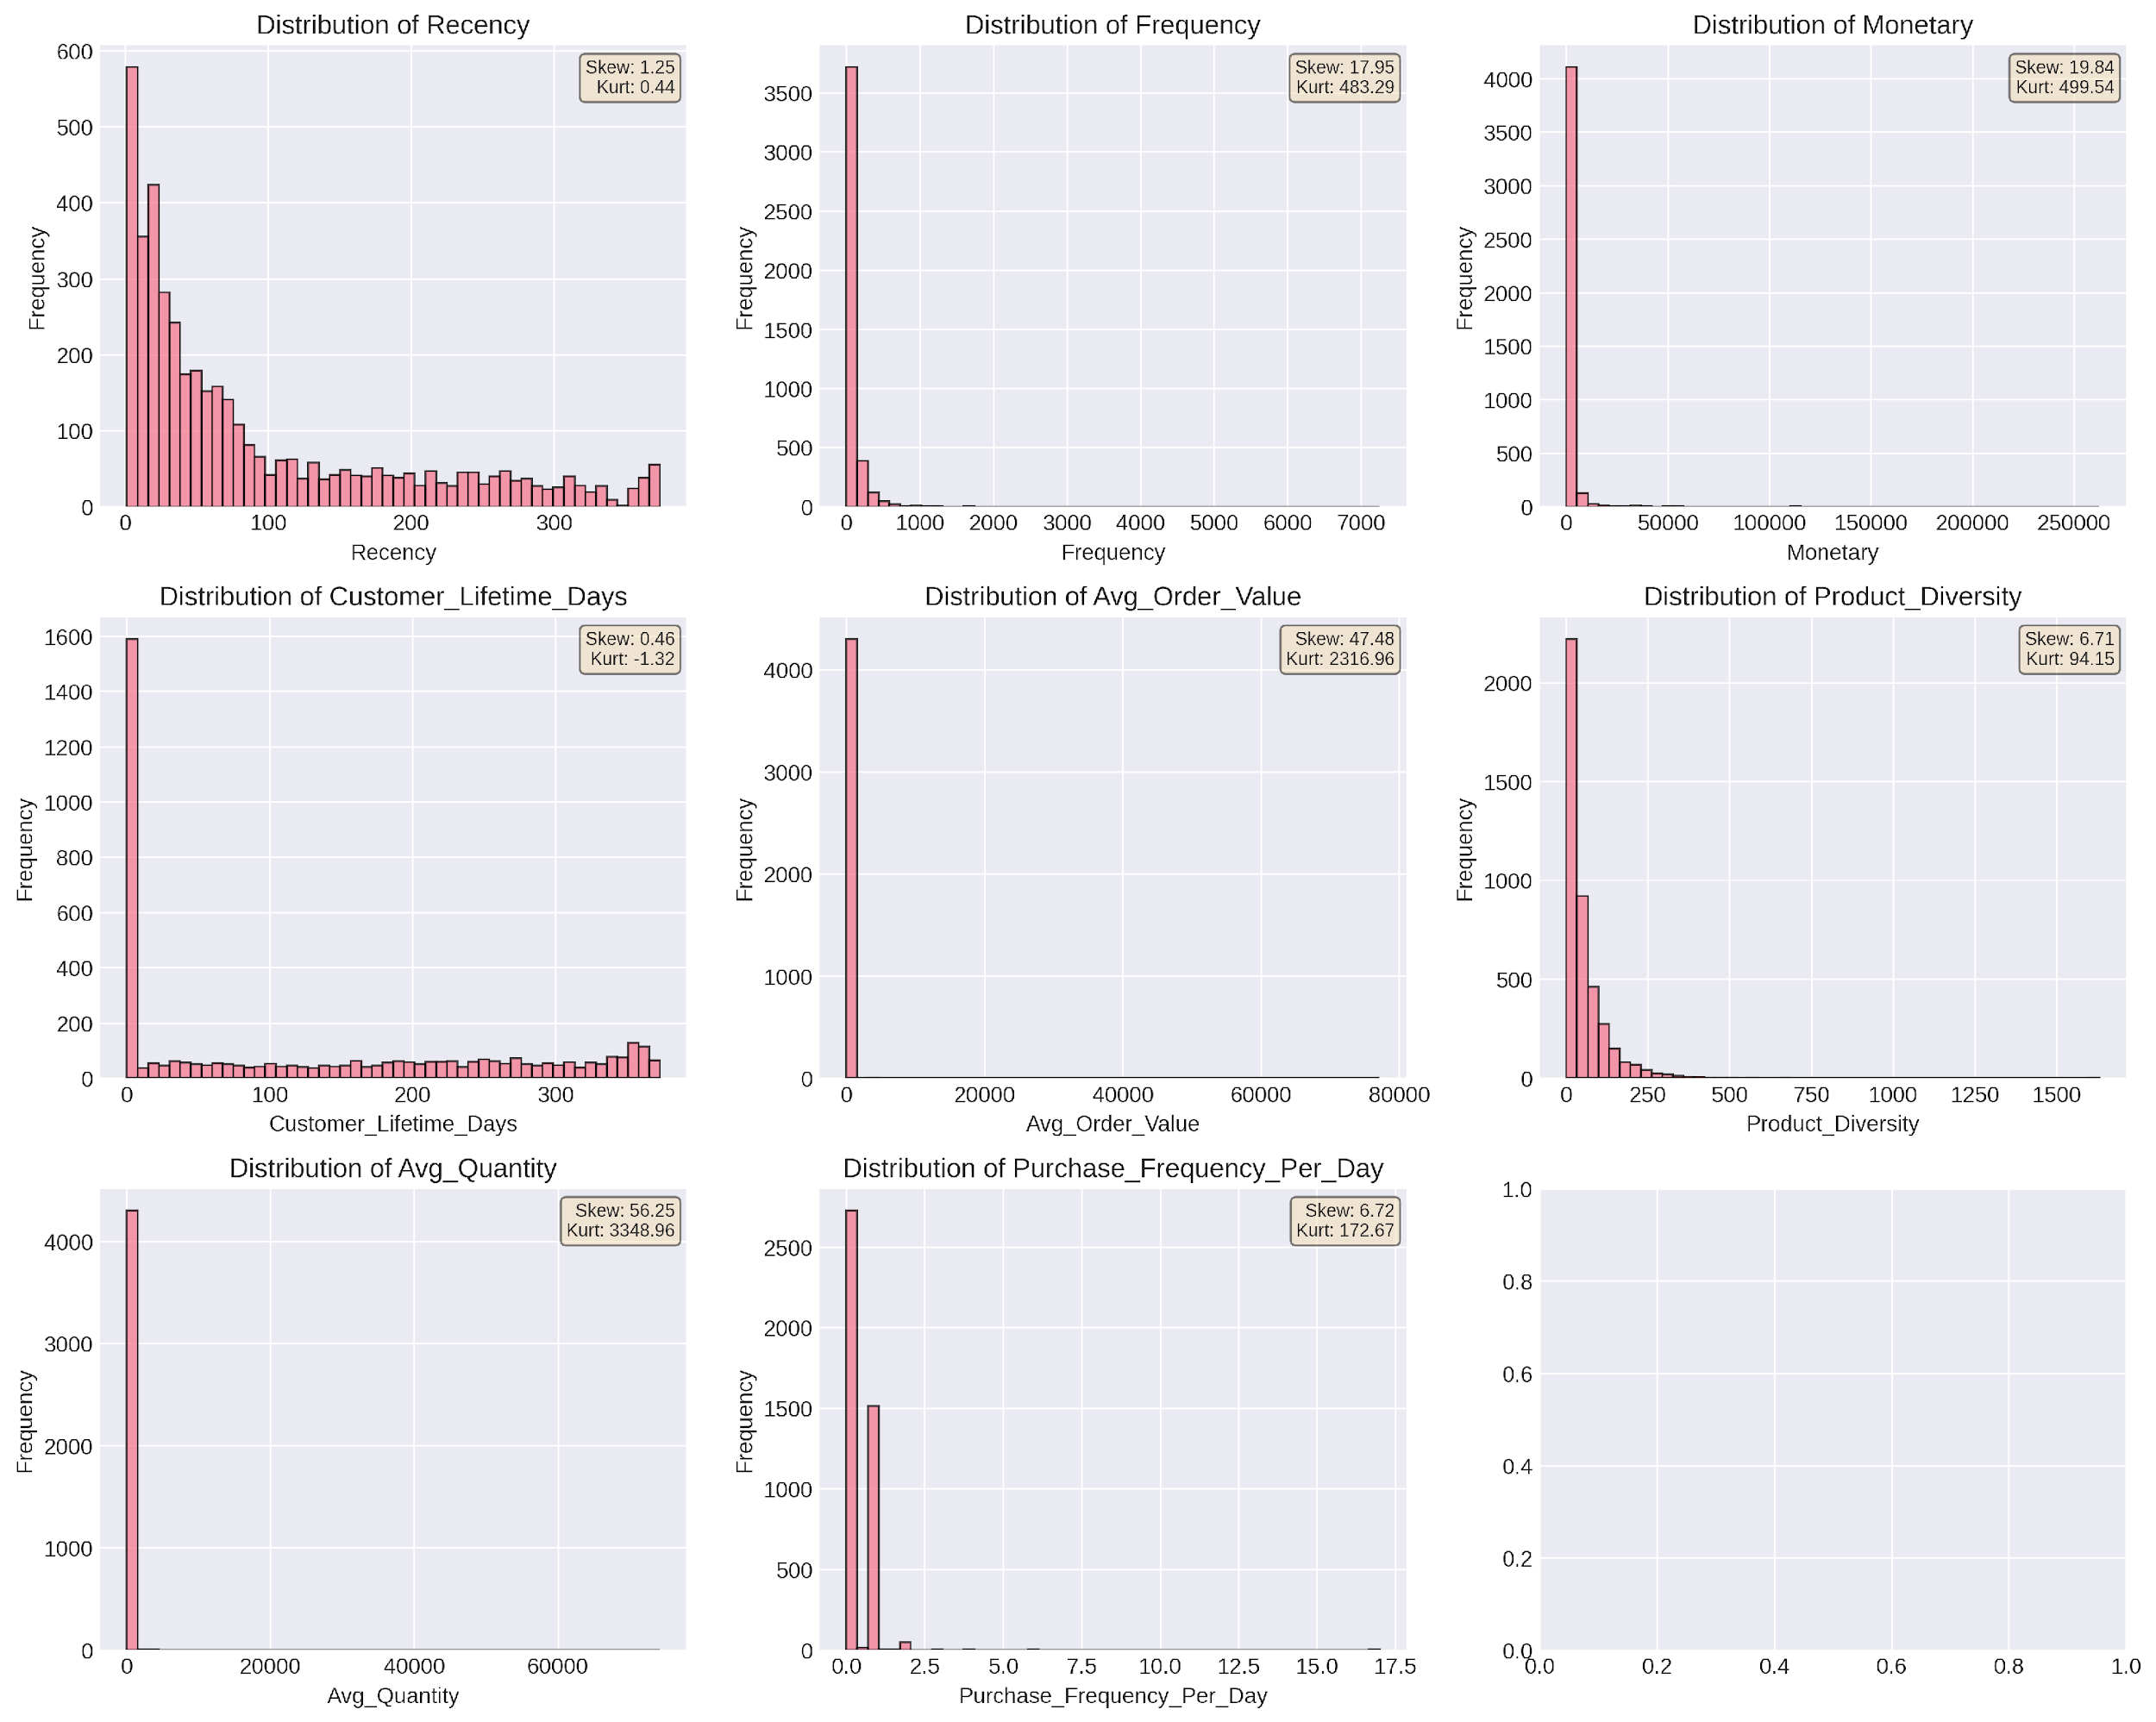 Distribution of Recency
Skew: 1.25
Kurt: 0.44
600
500
400
300
200
100
0
Frequency
0 100 200 300
Recency
Distribution of Frequency
Skew: 17.95
Kurt: 483.29
3500
3000
2500
2000
1500
1000
500
0
Frequency
0 1000 2000 3000 4000 5000 6000 7000
Frequency
Distribution of Monetary
Skew: 19.84
Kurt: 499.54
4000
3500
3000
2500
2000
1500
1000
500
0
Frequency
0 50000 100000 150000 200000 250000
Monetary
Distribution of Customer_Lifetime_Days
Skew: 0.46
Kurt: -1.32
1600
1400
1200
1000
800
600
400
200
0
Frequency
0 100 200 300
Customer_Lifetime_Days
Distribution of Avg_Order_Value
Skew: 47.48
Kurt: 2316.96
4000
3000
2000
1000
0
Frequency
0 20000 40000 60000 80000
Avg_Order_Value
Distribution of Product_Diversity
Skew: 6.71
Kurt: 94.15
2000
1500
1000
500
0
Frequency
0 250 500 750 1000 1250 1500
Product_Diversity
Distribution of Avg_Quantity
Skew: 56.25
Kurt: 3348.96
4000
3000
2000
1000
0
Frequency
0 20000 40000 60000
Avg_Quantity
Distribution of Purchase_Frequency_Per_Day
Skew: 6.72
Kurt: 172.67
2500
2000
1500
1000
500
0
Frequency
0.0 2.5 5.0 7.5 10.0 12.5 15.0 17.5
Purchase_Frequency_Per_Day
1.0
0.8
0.6
0.4
0.2
0.0
0.0 0.2 0.4 0.6 0.8 1.0